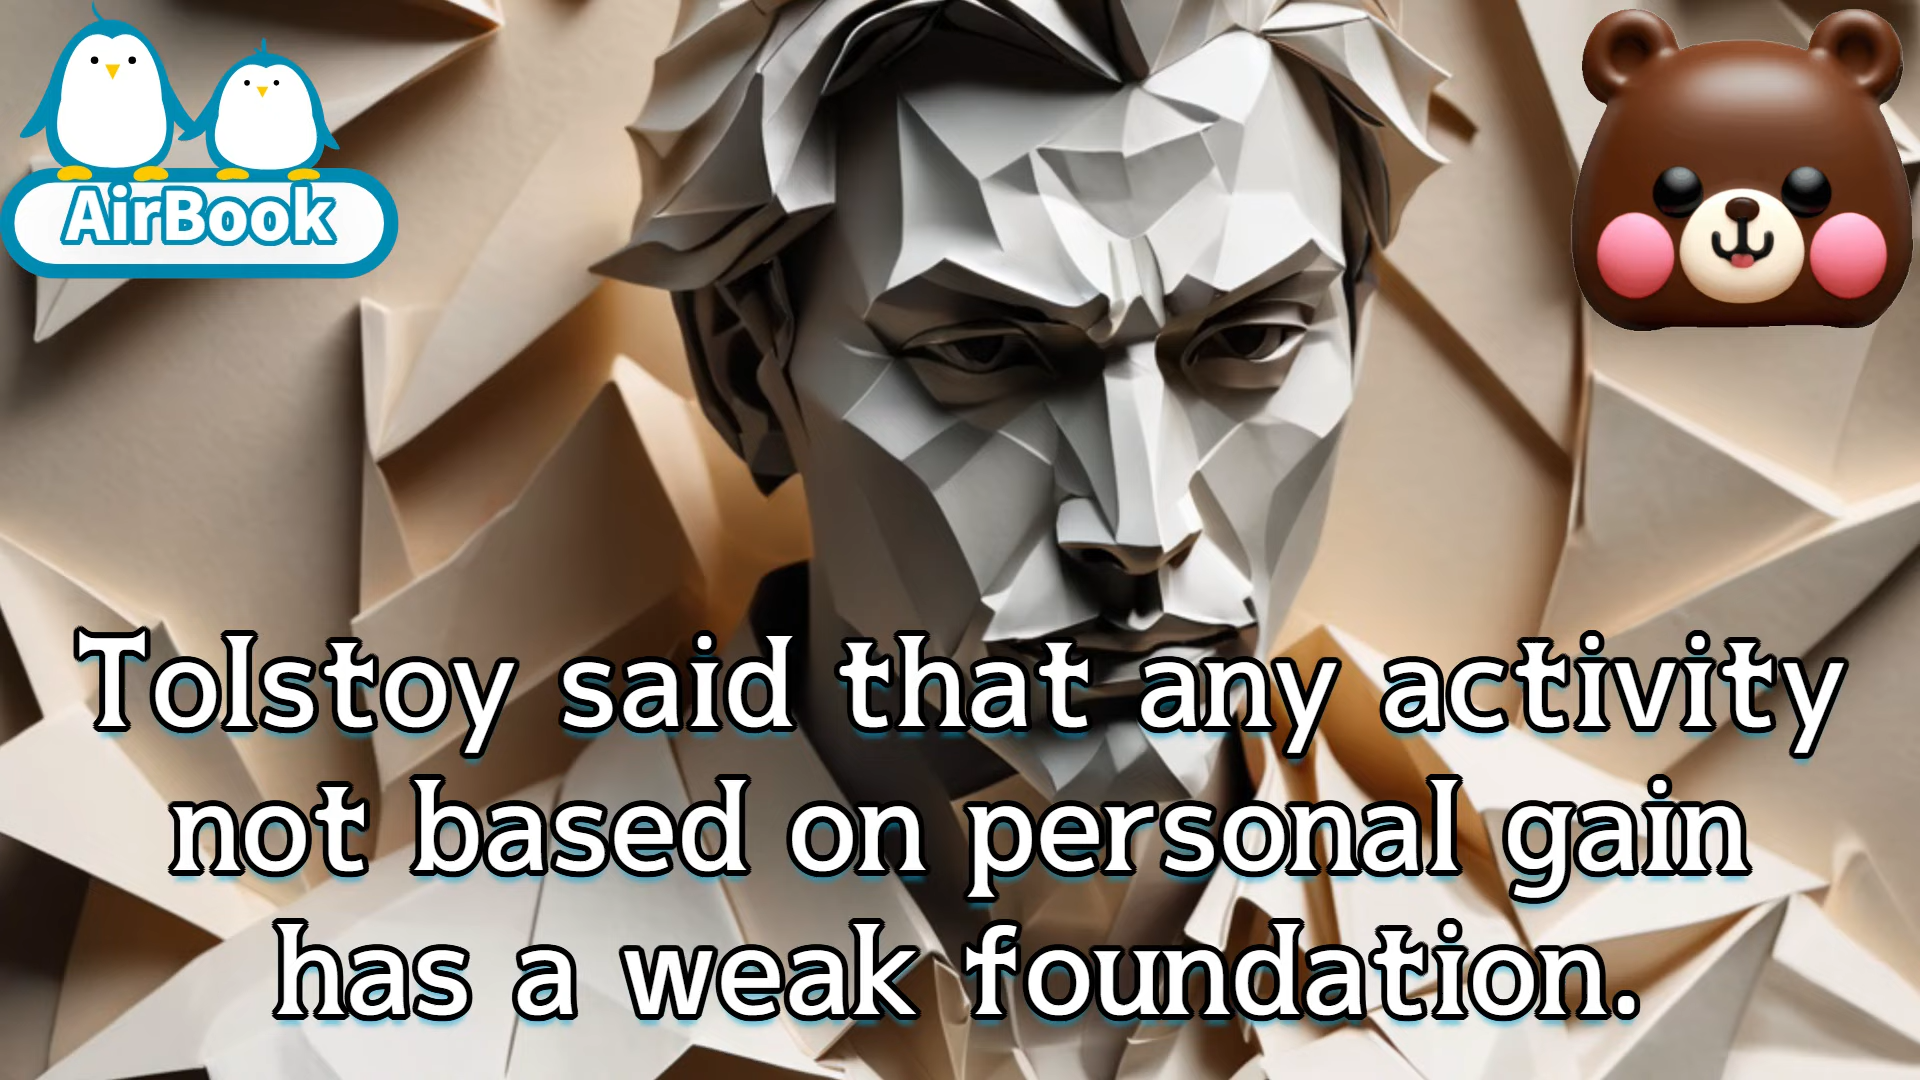 AirBook
Tolstoy said that any activity
not based on personal gain
has a weak foundation.